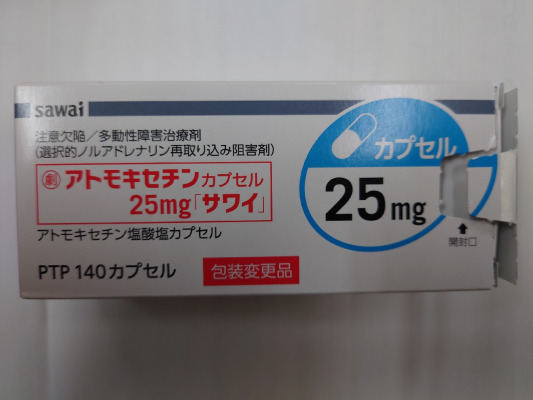 sawai
注意欠陥/多動性障害治療剤
(選択的ノルアドレナリン再取り込み阻害剤)
劇 アトモキセチンカプセル
25mg「サワイ」
アトモキセチン塩酸塩カプセル
PTP 140カプセル 包装変更品
カプセル
25mg
開封口